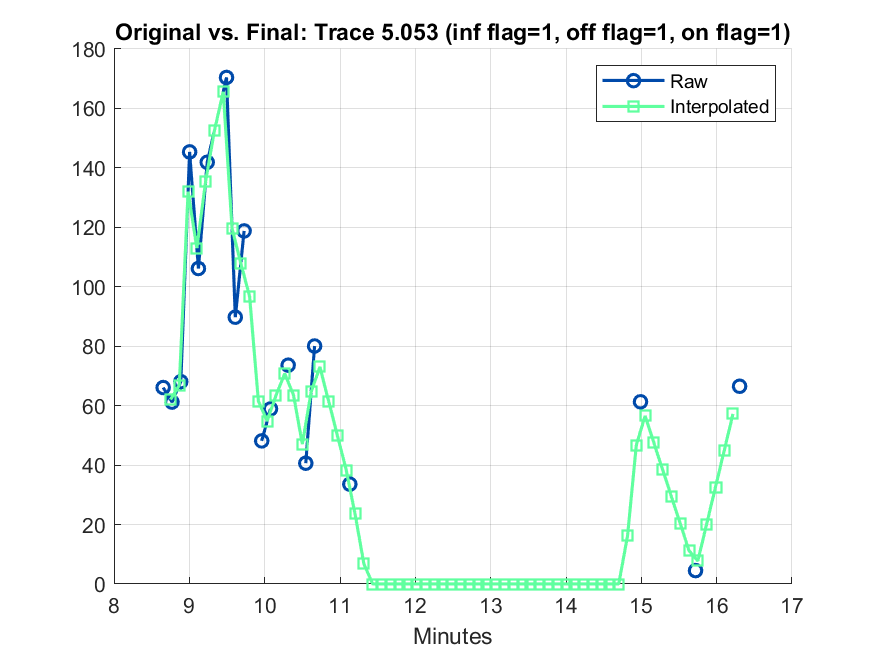 Original vs. Final: Trace 5.053 (inf flag=1, off flag=1, on flag=1)
180
160
140
120
100
80
60
40
20
0
Raw
Interpolated
8 9 10 11 12 13 14 15 16 17
Minutes